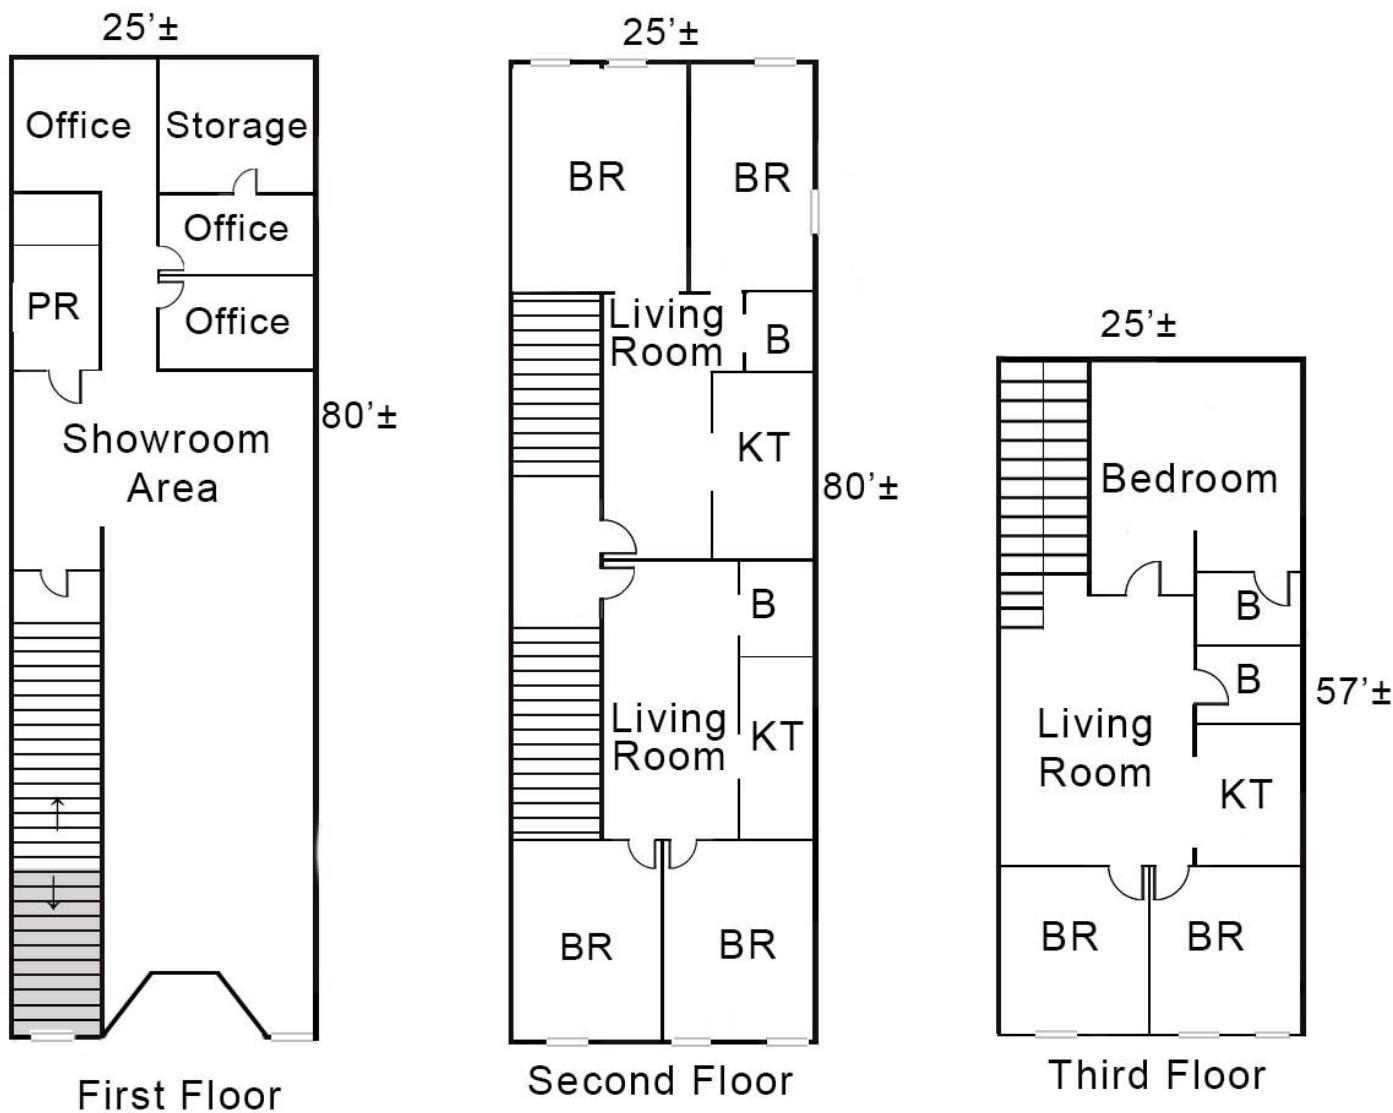 25’±
Office
Storage
Office
PR
Office
80’±
Showroom
Area
First Floor
25’±
BR
BR
Living
Room
B
KT
80’±
B
Living
Room
KT
BR
BR
Second Floor
25’±
Bedroom
B
B
57’±
Living
Room
KT
BR
BR
Third Floor